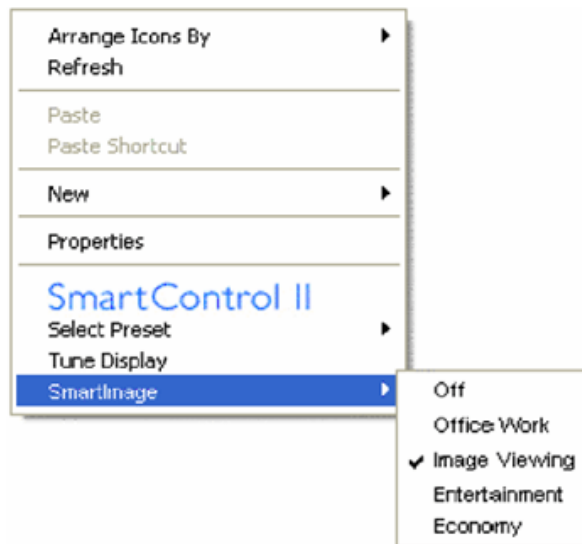 Arrange Icons By
Refresh
Paste
Paste Shortcut
New
Properties
SmartControl II
Select Preset
Tune Display
SmartImage
Off
Office Work
Image Viewing
Entertainment
Economy